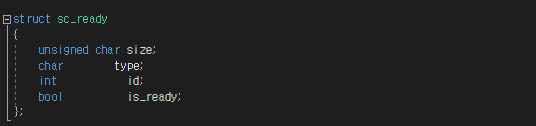 struct sc_ready
{
unsigned char size;
char type;
int id;
bool is_ready;
};